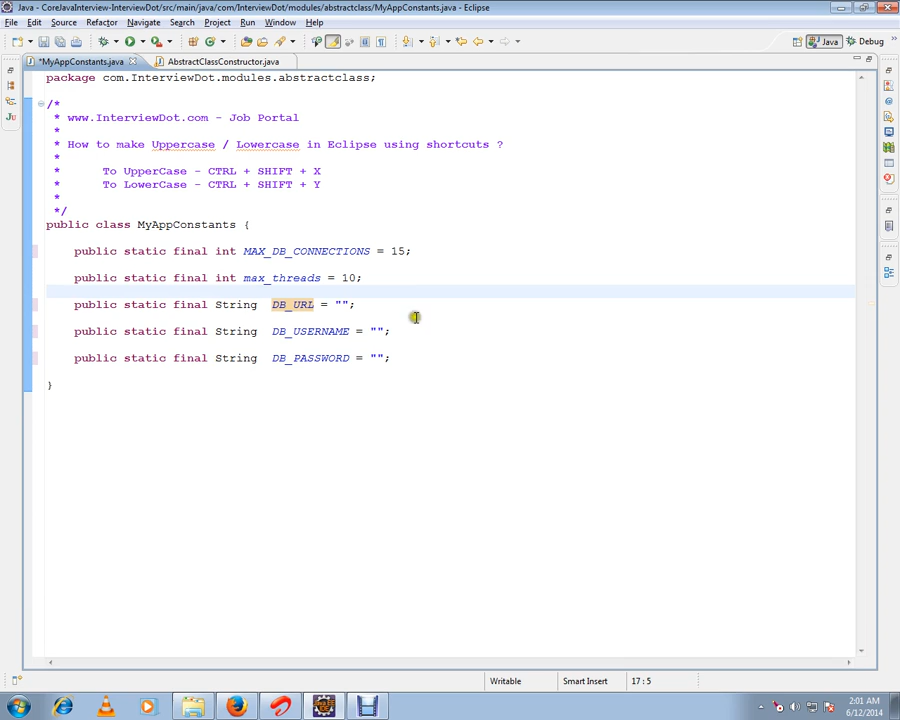 Java - CoreJavaInterview-InterviewDot/src/main/java/com/InterviewDot/modules/abstractclass/MyAppConstants.java - Eclipse
File Edit Source Refactor Navigate Search Project Run Window Help
Java Debug
*MyAppConstants.java AbstractClassConstructor.java
package com.InterviewDot.modules.abstractclass;
/*
* www.InterviewDot.com - Job Portal
*
* How to make Uppercase / Lowercase in Eclipse using shortcuts ?
*
* To UpperCase - CTRL + SHIFT + X
* To LowerCase - CTRL + SHIFT + Y
*
*/
public class MyAppConstants {
public static final int MAX_DB_CONNECTIONS = 15;
public static final int max_threads = 10;
public static final String DB_URL = "";
public static final String DB_USERNAME = "";
public static final String DB_PASSWORD = "";
}
Writable Smart Insert 17 : 5
2:01 AM
6/12/2014